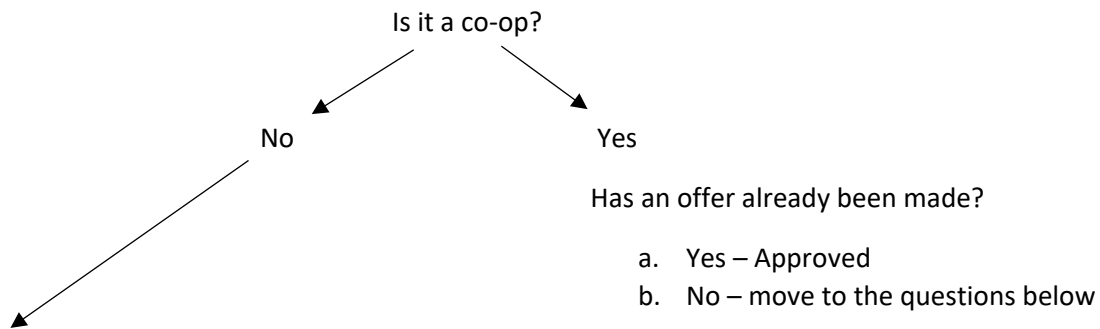 Is it a co-op?
No
Yes
Has an offer already been made?
a. Yes – Approved
b. No – move to the questions below